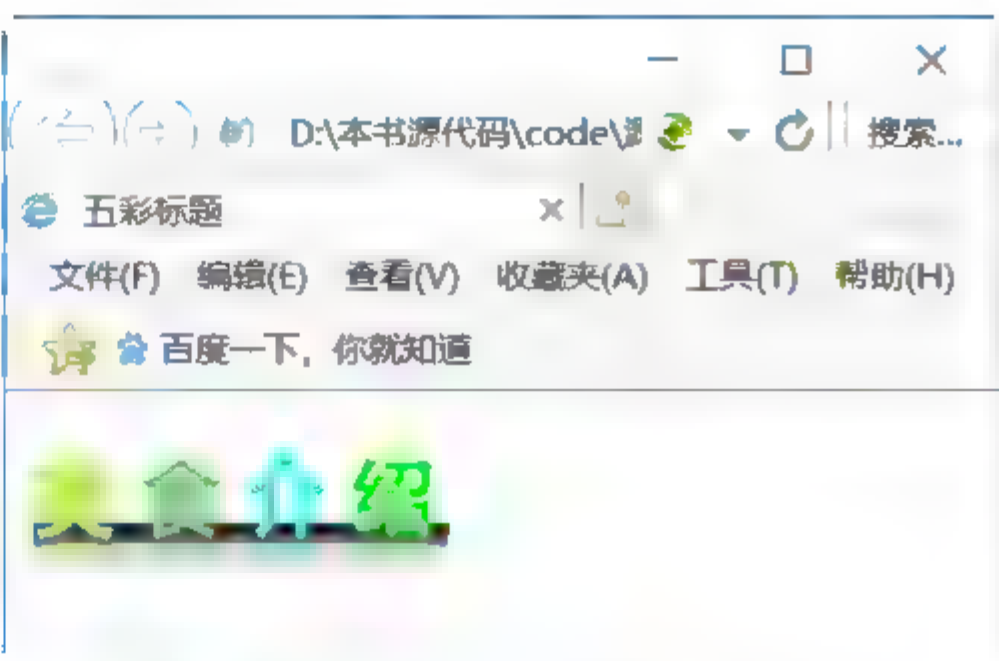 D:\本书源代码\code\
搜索...
五彩标题
文件(F) 编辑(E) 查看(V) 收藏夹(A) 工具(T) 帮助(H)
百度一下，你就知道
食介绍